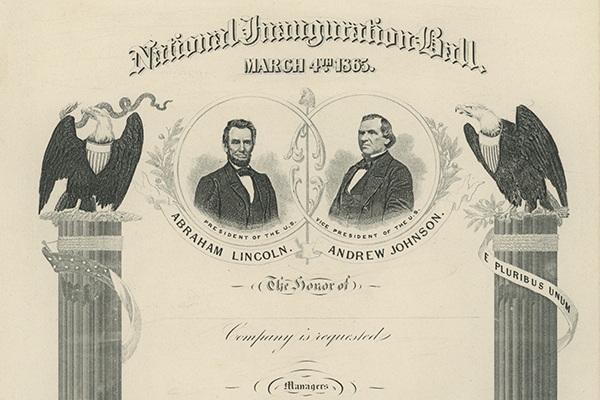 National Inauguration Ball,
MARCH 4TH 1865.
PRESIDENT OF THE U.S.
ABRAHAM LINCOLN.
VICE PRESIDENT OF THE U.S.
ANDREW JOHNSON.
E PLURIBUS UNUM
The Honor of
Company is requested
Managers